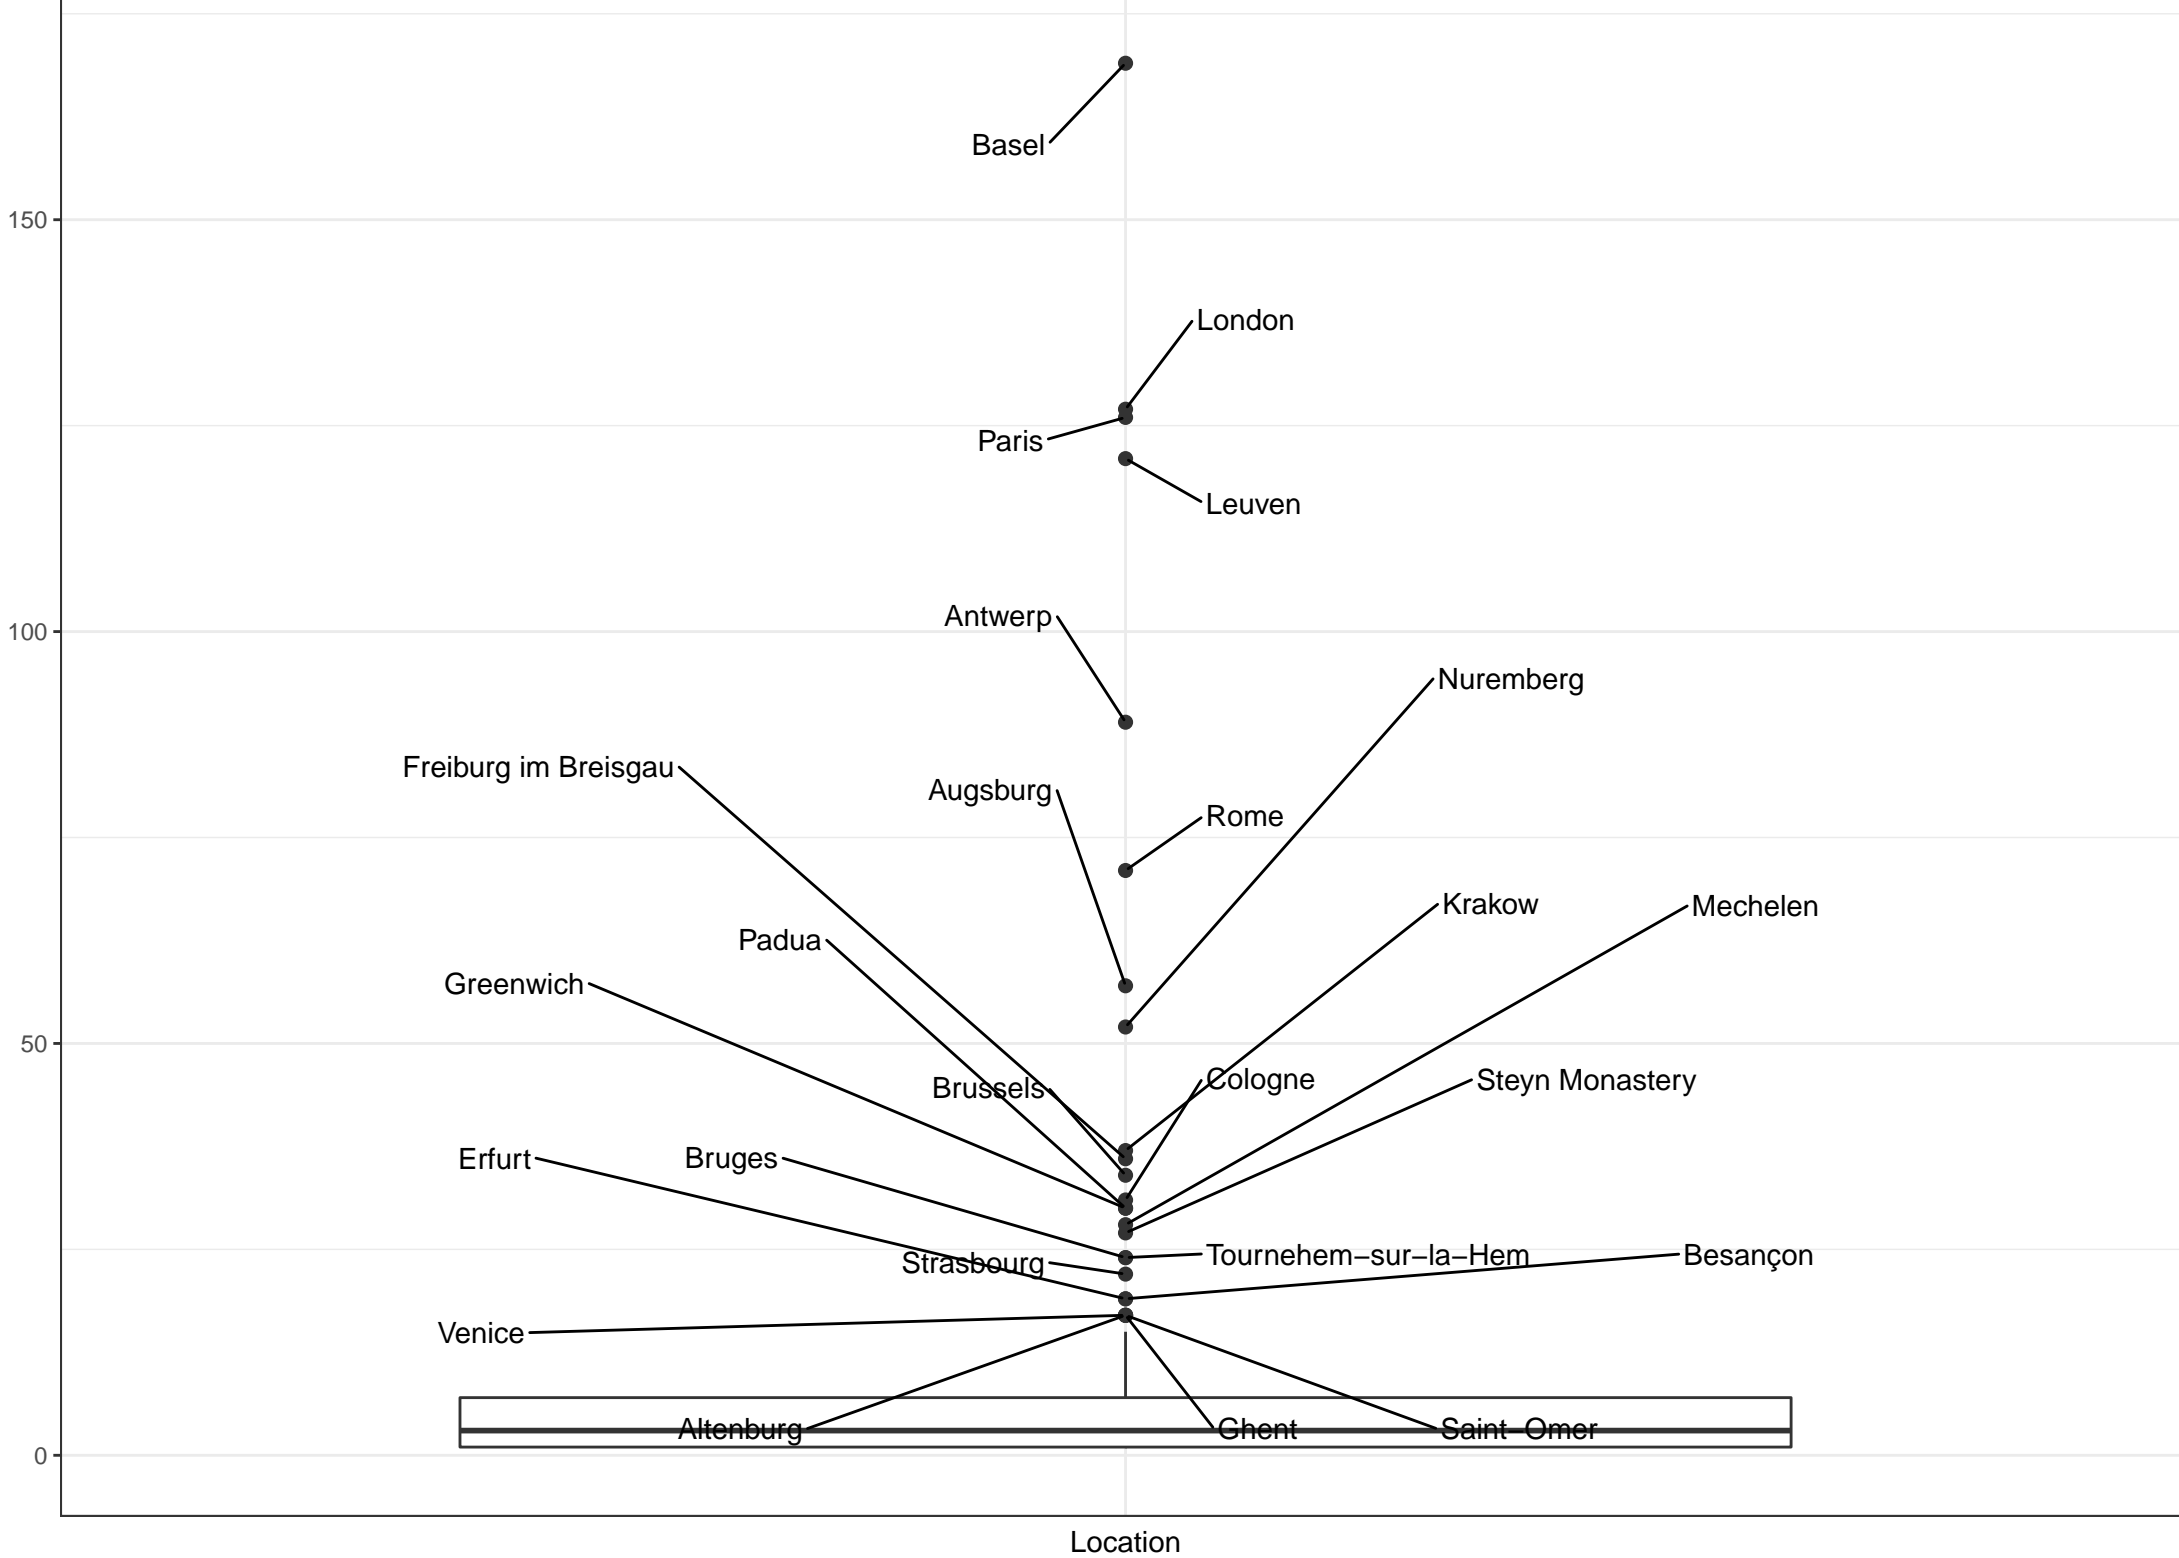 Basel
150
London
Paris
Leuven
Antwerp
100
Nuremberg
Freiburg im Breisgau
Augsburg
Rome
Krakow
Mechelen
Padua
Greenwich
50
Brussels
Cologne
Steyn Monastery
Erfurt
Bruges
Strasbourg
Tournehem−sur−la−Hem
Besançon
Venice
Altenburg
Ghent
Saint−Omer
0
Location